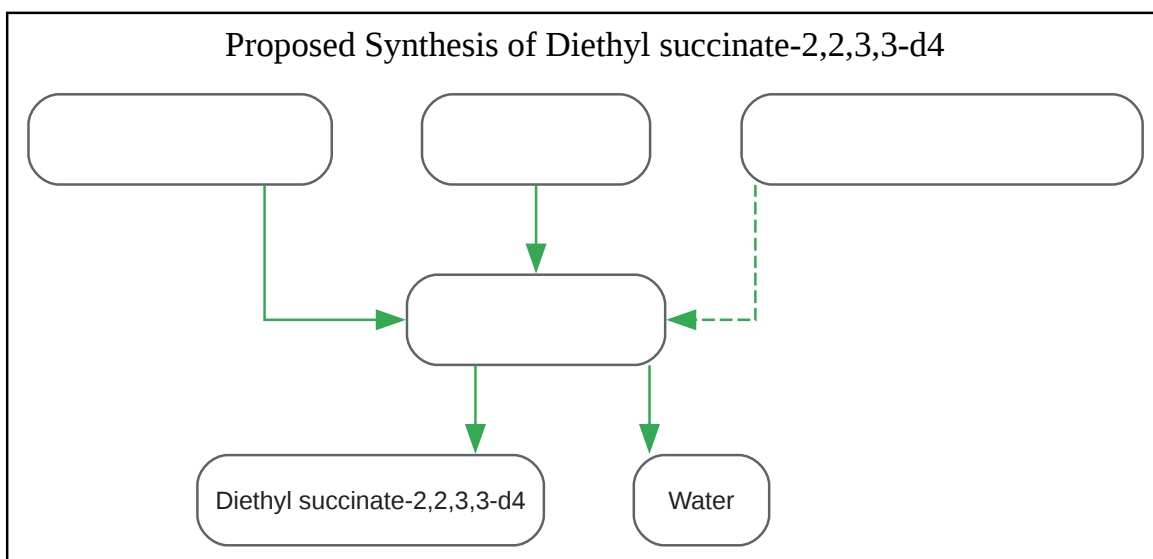 Proposed Synthesis of Diethyl succinate-2,2,3,3-d4
Diethyl succinate-2,2,3,3-d4
Water